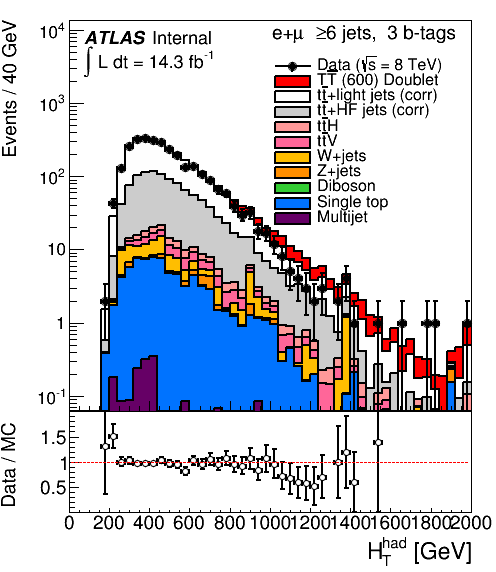 ATLAS Internal
∫ L dt = 14.3 fb⁻¹
e+μ ≥6 jets, 3 b-tags
Data (√s = 8 TeV)
TT̅ (600) Doublet
tt̅+light jets (corr)
tt̅+HF jets (corr)
tt̅H
tt̅V
W+jets
Z+jets
Diboson
Single top
Multijet
Events / 40 GeV
10⁴
10³
10²
10
1
10⁻¹
Data / MC
1.5
1
0.5
0 200 400 600 800 1000 1200 1400 1600 1800 2000
H_T^had [GeV]